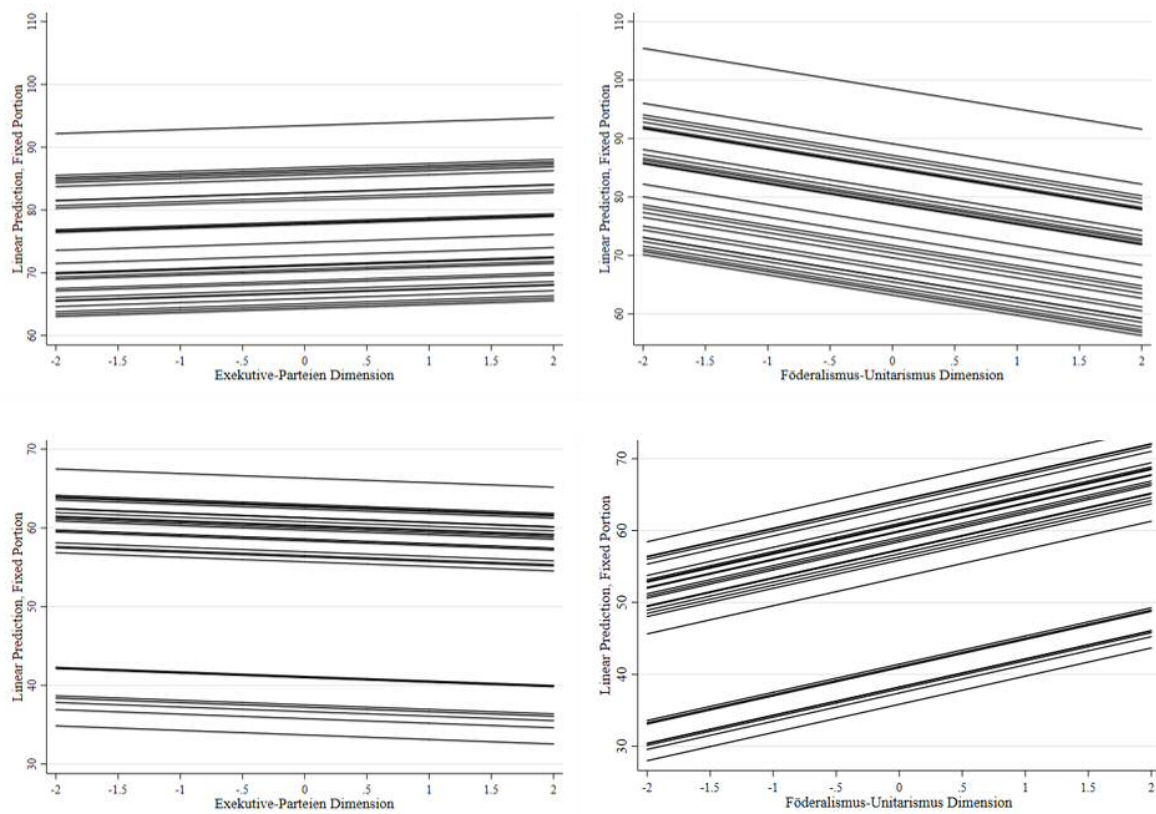 110
100
90
80
70
60
Linear Prediction, Fixed Portion
-2 -1.5 -1 -.5 0 .5 1 1.5 2
Exekutive-Parteien Dimension
110
100
90
80
70
60
Linear Prediction, Fixed Portion
-2 -1.5 -1 -.5 0 .5 1 1.5 2
Föderalismus-Unitarismus Dimension
70
60
50
40
30
Linear Prediction, Fixed Portion
-2 -1.5 -1 -.5 0 .5 1 1.5 2
Exekutive-Parteien Dimension
70
60
50
40
30
Linear Prediction, Fixed Portion
-2 -1.5 -1 -.5 0 .5 1 1.5 2
Föderalismus-Unitarismus Dimension